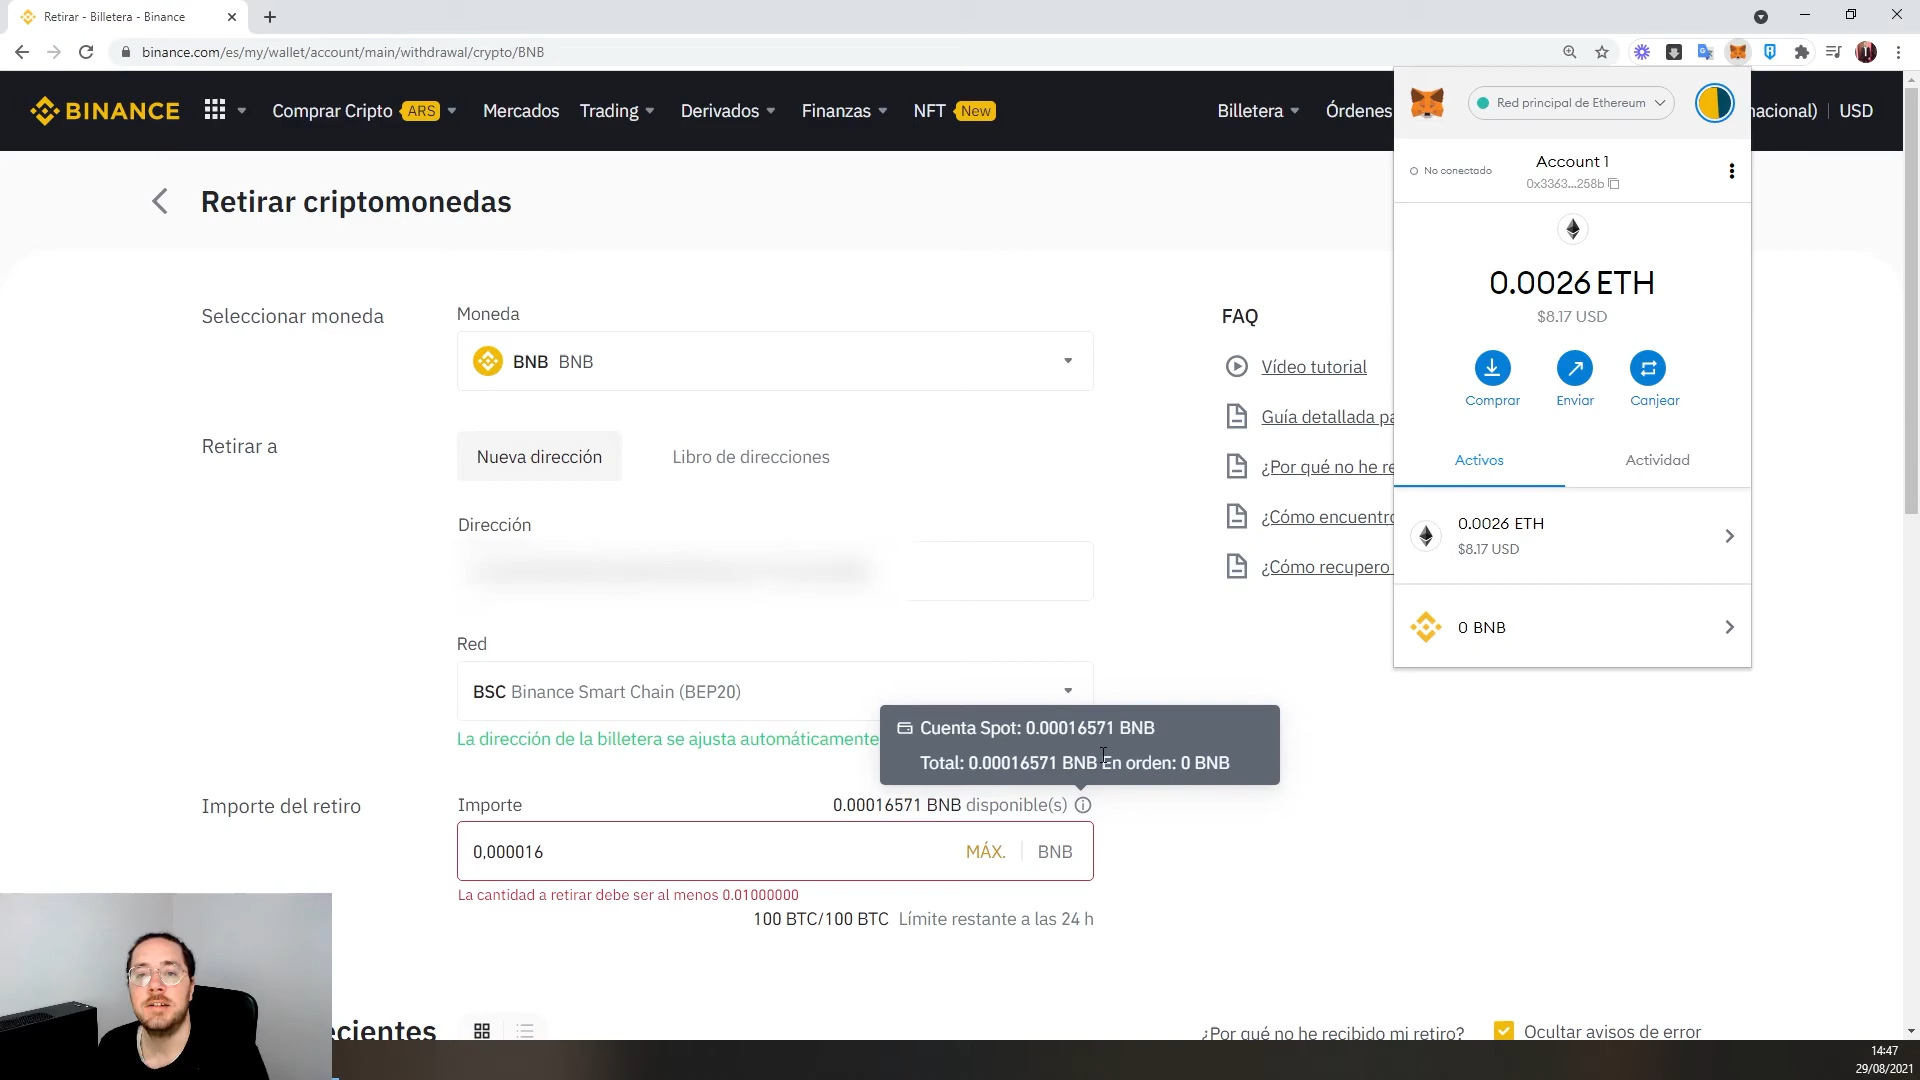 Retirar - Billetera - Binance
binance.com/es/my/wallet/account/main/withdrawal/crypto/BNB
BINANCE
Comprar Cripto ARS
Mercados
Trading
Derivados
Finanzas
NFT New
Billetera
Órdenes
nacional)
USD
Red principal de Ethereum
No conectado
Account 1
0x3363...258b
0.0026 ETH
$8.17 USD
Comprar
Enviar
Canjear
Activos
Actividad
0.0026 ETH
$8.17 USD
0 BNB
Retirar criptomonedas
Seleccionar moneda
Moneda
BNB BNB
Retirar a
Nueva dirección
Libro de direcciones
Dirección
Red
BSC Binance Smart Chain (BEP20)
La dirección de la billetera se ajusta automáticamente
Cuenta Spot: 0.00016571 BNB
Total: 0.00016571 BNB En orden: 0 BNB
Importe del retiro
Importe
0.00016571 BNB disponible(s)
0,000016
MÁX.
BNB
La cantidad a retirar debe ser al menos 0.01000000
100 BTC/100 BTC Límite restante a las 24 h
FAQ
Vídeo tutorial
Guía detallada pa
¿Por qué no he re
¿Cómo encuentro
¿Cómo recupero
ecientes
¿Por qué no he recibido mi retiro?
Ocultar avisos de error
14:47
29/08/2021